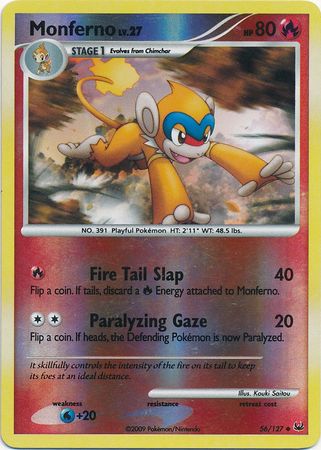 Monferno LV.27 HP 80
STAGE 1 Evolves from Chimchar
NO. 391 Playful Pokémon HT: 2'11" WT: 48.5 lbs.
Fire Tail Slap 40
Flip a coin. If tails, discard a Energy attached to Monferno.
Paralyzing Gaze 20
Flip a coin. If heads, the Defending Pokémon is now Paralyzed.
It skillfully controls the intensity of the fire on its tail to keep
its foes at an ideal distance.
Illus. Kouki Saitou
weakness resistance retreat cost
+20
©2009 Pokémon/Nintendo 56/127